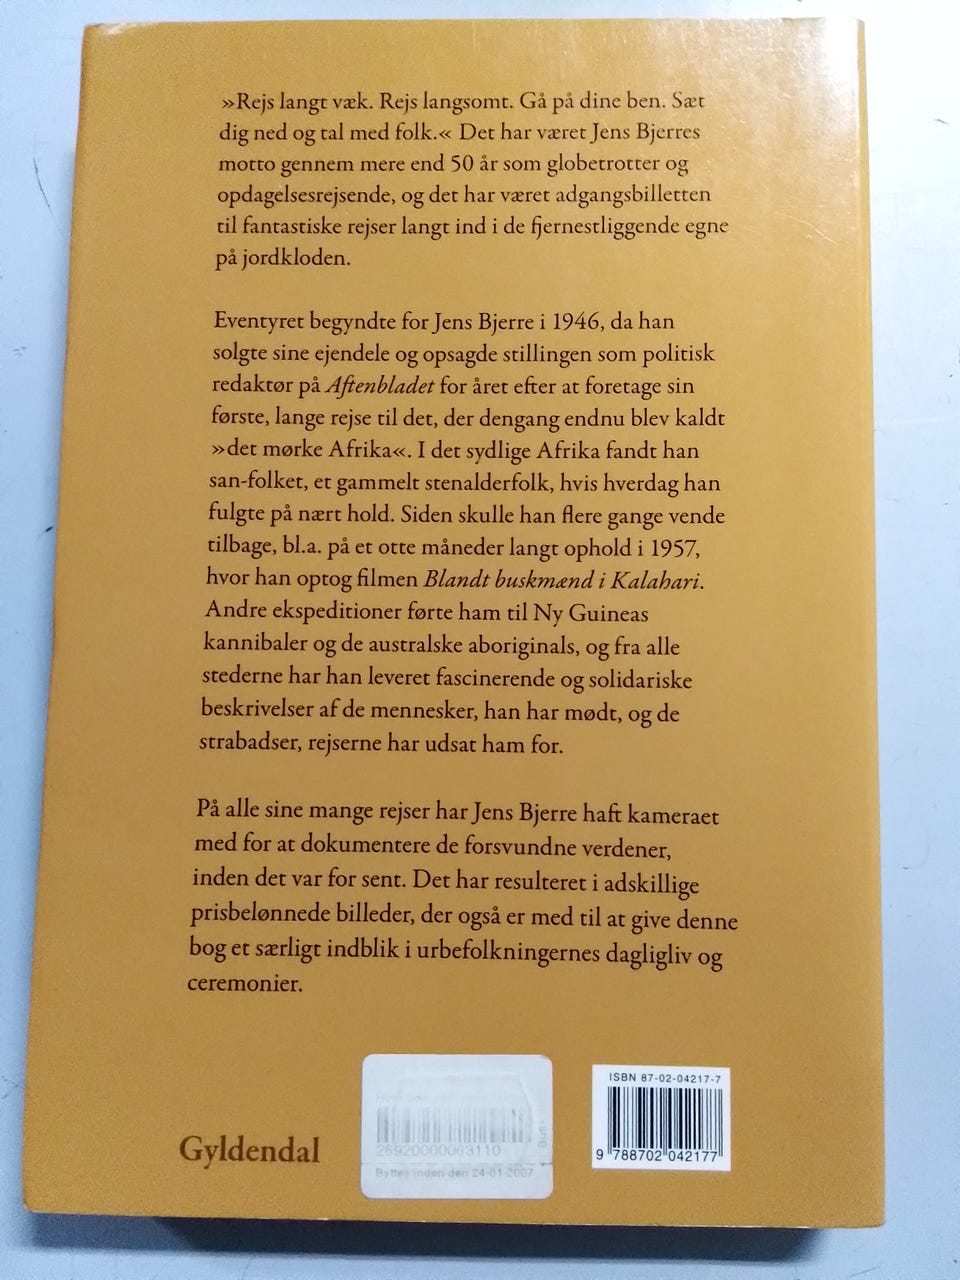 »Rejs langt væk. Rejs langsomt. Gå på dine ben. Sæt
dig ned og tal med folk.« Det har været Jens Bjerres
motto gennem mere end 50 år som globetrotter og
opdagelsesrejsende, og det har været adgangsbilletten
til fantastiske rejser langt ind i de fjernestliggende egne
på jordkloden.
Eventyret begyndte for Jens Bjerre i 1946, da han
solgte sine ejendele og opsagde stillingen som politisk
redaktør på Aftenbladet for året efter at foretage sin
første, lange rejse til det, der dengang endnu blev kaldt
»det mørke Afrika«. I det sydlige Afrika fandt han
san-folket, et gammelt stenalderfolk, hvis hverdag han
fulgte på nært hold. Siden skulle han flere gange vende
tilbage, bl.a. på et otte måneder langt ophold i 1957,
hvor han optog filmen Blandt buskmænd i Kalahari.
Andre ekspeditioner førte ham til Ny Guineas
kannibaler og de australske aboriginals, og fra alle
stederne har han leveret fascinerende og solidariske
beskrivelser af de mennesker, han har mødt, og de
strabadser, rejserne har udsat ham for.
På alle sine mange rejser har Jens Bjerre haft kameraet
med for at dokumentere de forsvundne verdener,
inden det var for sent. Det har resulteret i adskillige
prisbelønnede billeder, der også er med til at give denne
bog et særligt indblik i urbefolkningernes dagligliv og
ceremonier.
Gyldendal
26920000063110
Byttes inden den 24-01-2007
ISBN 87-02-04217-7
9 788702 042177